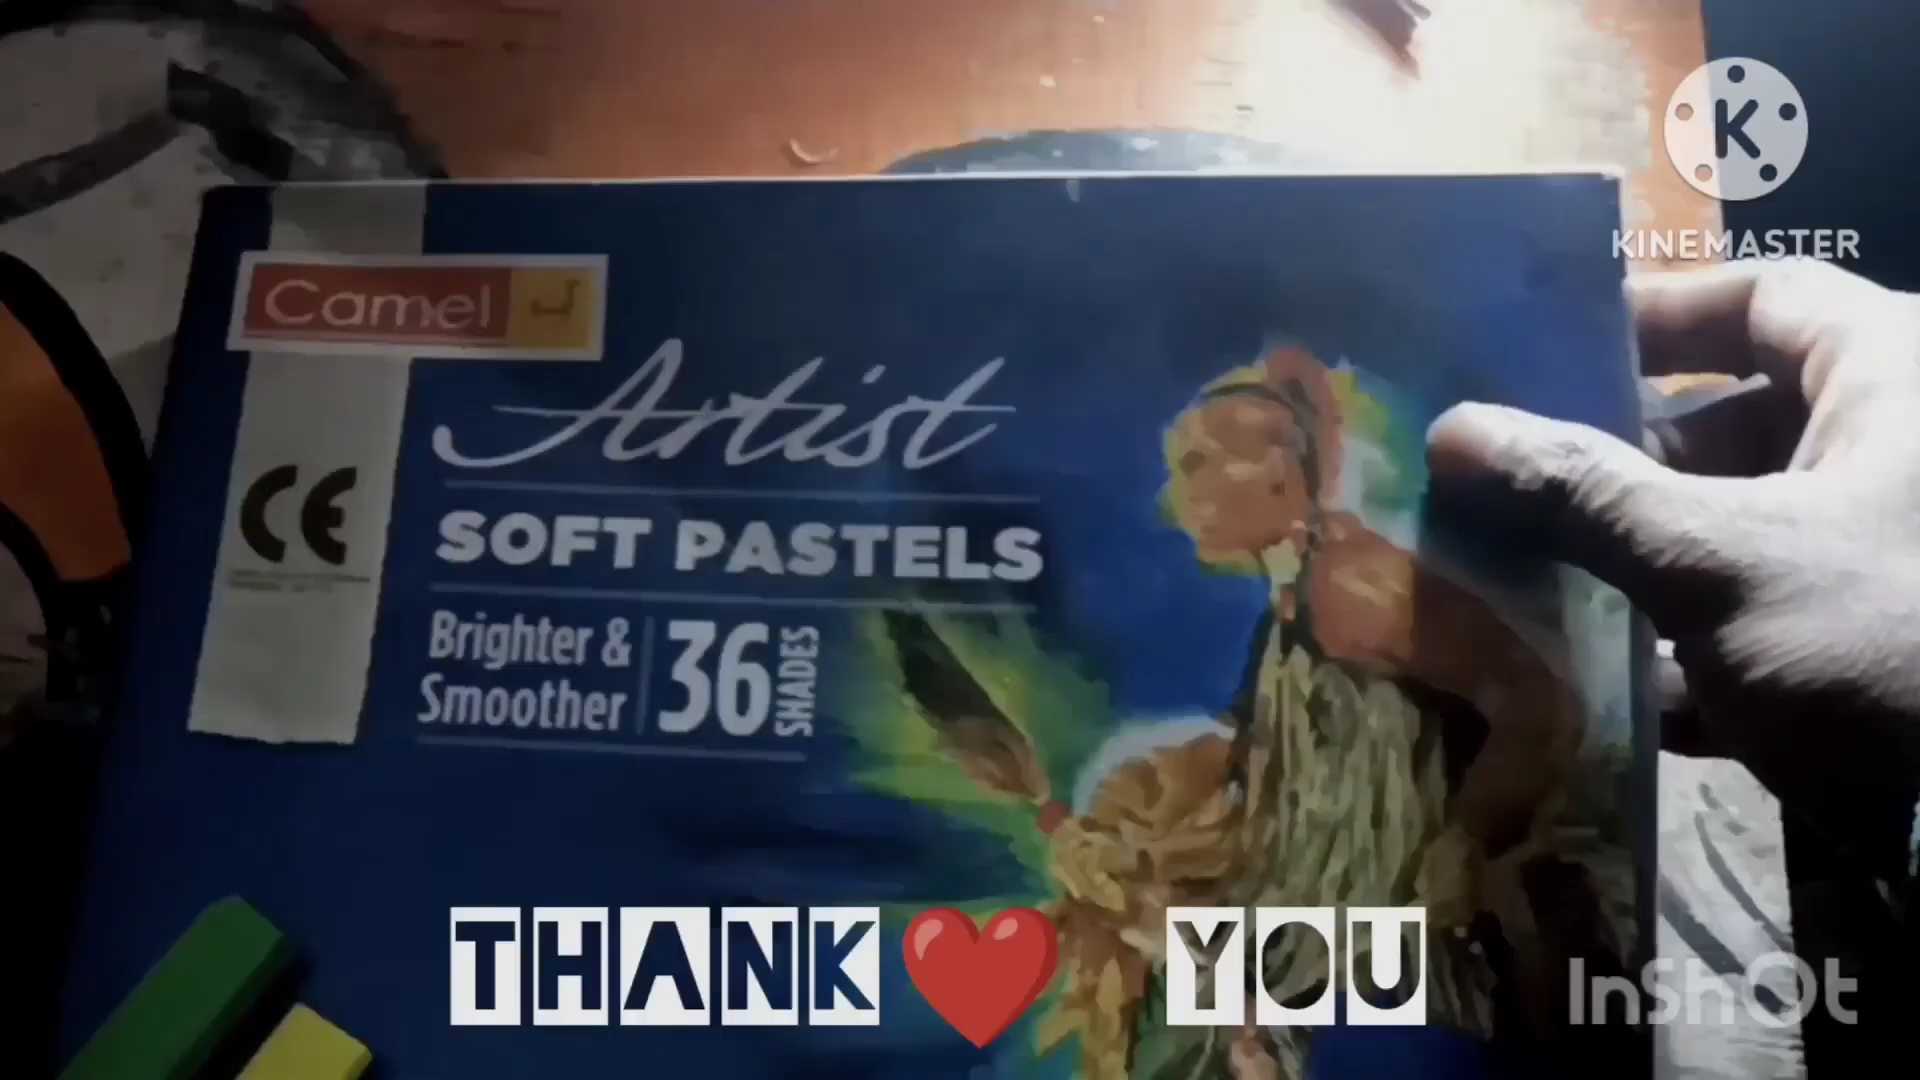 K
KINEMASTER
Camel
Artist
CE
SOFT PASTELS
Brighter &
Smoother
36
SHADES
THANK❤️ YOU
InShOt